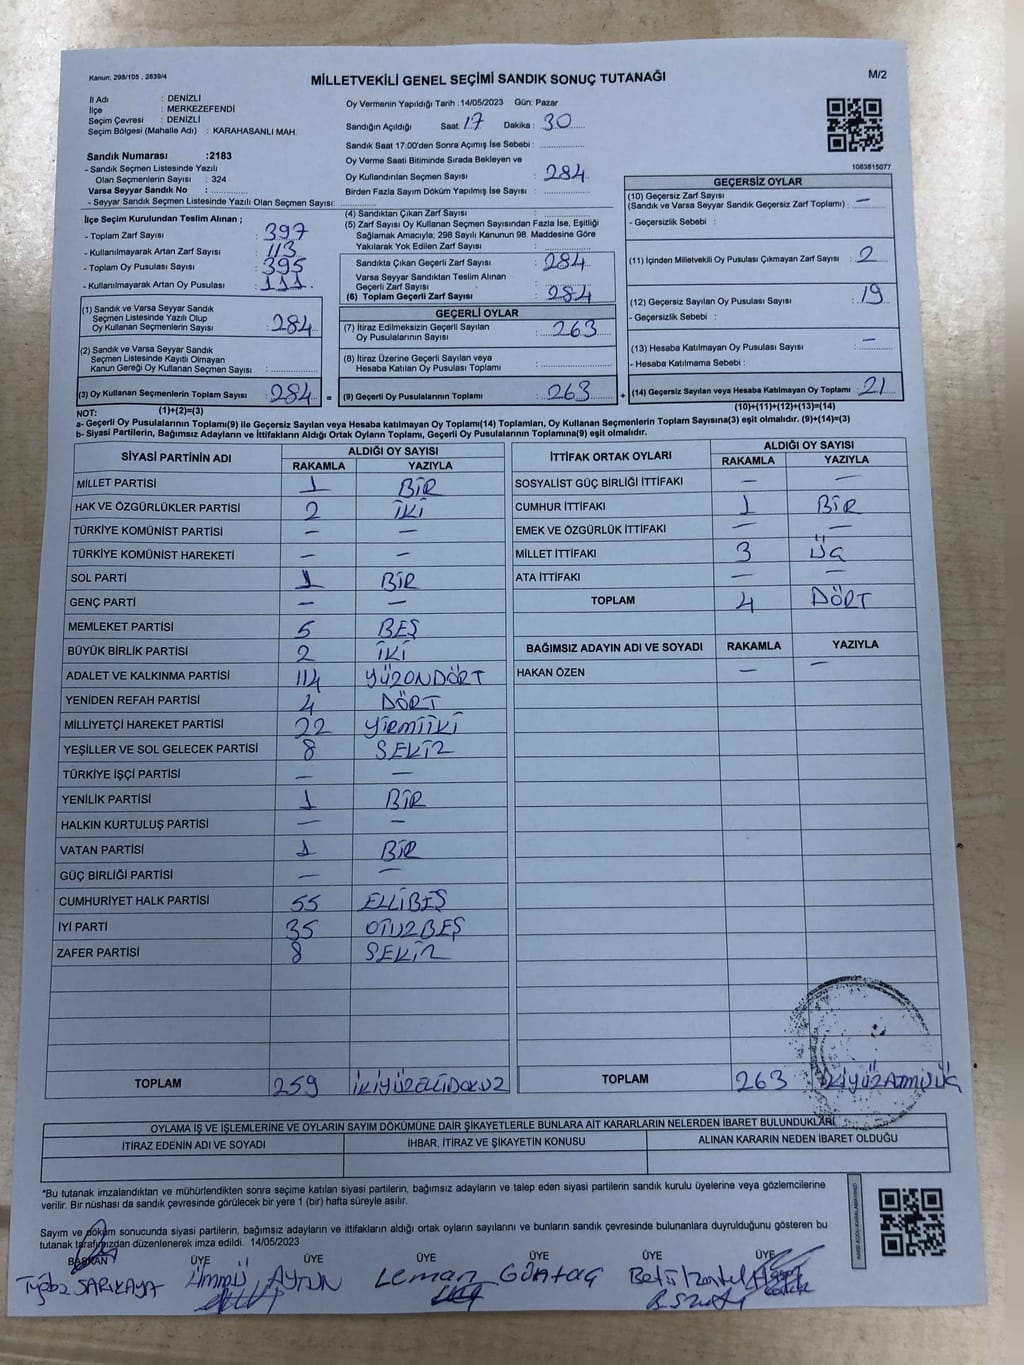 Kanun: 298/105 , 2839/4
MİLLETVEKİLİ GENEL SEÇİMİ SANDIK SONUÇ TUTANAĞI
M/2
İl Adı : DENİZLİ
İlçe : MERKEZEFENDİ
Seçim Çevresi : DENİZLİ
Seçim Bölgesi (Mahalle Adı) : KARAHASANLI MAH.
Sandık Numarası :2183
- Sandık Seçmen Listesinde Yazılı
Olan Seçmenlerin Sayısı : 324
Varsa Seyyar Sandık No :
- Seyyar Sandık Seçmen Listesinde Yazılı Olan Seçmen Sayısı:
Oy Vermenin Yapıldığı Tarih :14/05/2023 Gün: Pazar
Sandığın Açıldığı Saat: 17 Dakika : 30
Sandık Saat 17:00'den Sonra Açımış İse Sebebi :
Oy Verme Saati Bitiminde Sırada Bekleyen ve
Oy Kullandırılan Seçmen Sayısı : 284
Birden Fazla Sayım Döküm Yapılmış İse Sayısı :
1083815077
İlçe Seçim Kurulundan Teslim Alınan ;
- Toplam Zarf Sayısı : 397
- Kullanılmayarak Artan Zarf Sayısı : 113
- Toplam Oy Pusulası Sayısı : 395
- Kullanılmayarak Artan Oy Pusulası : 111
(4) Sandıktan Çıkan Zarf Sayısı :
(5) Zarf Sayısı Oy Kullanan Seçmen Sayısından Fazla İse, Eşitliği
Sağlamak Amacıyla; 298 Sayılı Kanunun 98. Maddesine Göre
Yakılarak Yok Edilen Zarf Sayısı :
Sandıkta Çıkan Geçerli Zarf Sayısı : 284
Varsa Seyyar Sandıktan Teslim Alınan
Geçerli Zarf Sayısı :
(6) Toplam Geçerli Zarf Sayısı : 284
GEÇERSİZ OYLAR
(10) Geçersiz Zarf Sayısı
(Sandık ve Varsa Seyyar Sandık Geçersiz Zarf Toplamı) : —
- Geçersizlik Sebebi :
(11) İçinden Milletvekili Oy Pusulası Çıkmayan Zarf Sayısı : 2
(12) Geçersiz Sayılan Oy Pusulası Sayısı : 19
- Geçersizlik Sebebi :
(13) Hesaba Katılmayan Oy Pusulası Sayısı : —
- Hesaba Katılmama Sebebi :
(14) Geçersiz Sayılan veya Hesaba Katılmayan Oy Toplamı : 21
(1) Sandık ve Varsa Seyyar Sandık
Seçmen Listesinde Yazılı Olup
Oy Kullanan Seçmenlerin Sayısı : 284
(2) Sandık ve Varsa Seyyar Sandık
Seçmen Listesinde Kayıtlı Olmayan
Kanun Gereği Oy Kullanan Seçmen Sayısı :
(3) Oy Kullanan Seçmenlerin Toplam Sayısı : 284 =
GEÇERLİ OYLAR
(7) İtiraz Edilmeksizin Geçerli Sayılan
Oy Pusulalarının Sayısı : 263
(8) İtiraz Üzerine Geçerli Sayılan veya
Hesaba Katılan Oy Pusulası Toplamı :
(9) Geçerli Oy Pusulalarının Toplamı : 263 +
NOT: (1)+(2)=(3)
(10)+(11)+(12)+(13)=(14)
a- Geçerli Oy Pusulalarının Toplamı(9) ile Geçersiz Sayılan veya Hesaba katılmayan Oy Toplamı(14) Toplamları, Oy Kullanan Seçmenlerin Toplam Sayısına(3) eşit olmalıdır. (9)+(14)=(3)
b- Siyasi Partilerin, Bağımsız Adayların ve İttifakların Aldığı Ortak Oyların Toplamı, Geçerli Oy Pusulalarının Toplamına(9) eşit olmalıdır.
SİYASİ PARTİNİN ADI ALDIĞI OY SAYISI
RAKAMLA YAZIYLA
MİLLET PARTİSİ 1 BİR
HAK VE ÖZGÜRLÜKLER PARTİSİ 2 İKİ
TÜRKİYE KOMÜNİST PARTİSİ — —
TÜRKİYE KOMÜNİST HAREKETİ — —
SOL PARTİ 1 BİR
GENÇ PARTİ — —
MEMLEKET PARTİSİ 5 BEŞ
BÜYÜK BİRLİK PARTİSİ 2 İKİ
ADALET VE KALKINMA PARTİSİ 114 YÜZONDÖRT
YENİDEN REFAH PARTİSİ 4 DÖRT
MİLLİYETÇİ HAREKET PARTİSİ 22 YİRMİİKİ
YEŞİLLER VE SOL GELECEK PARTİSİ 8 SEKİZ
TÜRKİYE İŞÇİ PARTİSİ — —
YENİLİK PARTİSİ 1 BİR
HALKIN KURTULUŞ PARTİSİ — —
VATAN PARTİSİ 1 BİR
GÜÇ BİRLİĞİ PARTİSİ — —
CUMHURİYET HALK PARTİSİ 55 ELLİBEŞ
İYİ PARTİ 35 OTUZBEŞ
ZAFER PARTİSİ 8 SEKİZ
TOPLAM 259 İKİYÜZELLİDOKUZ
İTTİFAK ORTAK OYLARI ALDIĞI OY SAYISI
RAKAMLA YAZIYLA
SOSYALİST GÜÇ BİRLİĞİ İTTİFAKI — —
CUMHUR İTTİFAKI 1 BİR
EMEK VE ÖZGÜRLÜK İTTİFAKI — —
MİLLET İTTİFAKI 3 ÜÇ
ATA İTTİFAKI — —
TOPLAM 4 DÖRT
BAĞIMSIZ ADAYIN ADI VE SOYADI RAKAMLA YAZIYLA
HAKAN ÖZEN — —
TOPLAM 263 İKİYÜZATMIŞÜÇ
OYLAMA İŞ VE İŞLEMLERİNE VE OYLARIN SAYIM DÖKÜMÜNE DAİR ŞİKAYETLERLE BUNLARA AİT KARARLARIN NELERDEN İBARET BULUNDUKLARI
İTİRAZ EDENİN ADI VE SOYADI İHBAR, İTİRAZ VE ŞİKAYETİN KONUSU ALINAN KARARIN NEDEN İBARET OLDUĞU
*Bu tutanak imzalandıktan ve mühürlendikten sonra seçime katılan siyasi partilerin, bağımsız adayların ve talep eden siyasi partilerin sandık kurulu üyelerine veya gözlemcilerine
verilir. Bir nüshası da sandık çevresinde görülecek bir yere 1 (bir) hafta süreyle asılır.
Sayım ve döküm sonucunda siyasi partilerin, bağımsız adayların ve ittifakların aldığı ortak oyların sayılarını ve bunların sandık çevresinde bulunanlara duyrulduğunu gösteren bu
tutanak tarafımızdan düzenlenerek imza edildi. 14/05/2023
BAŞKAN ÜYE ÜYE ÜYE ÜYE ÜYE ÜYE
SARIKAYA Ümmü AYTUN Leman